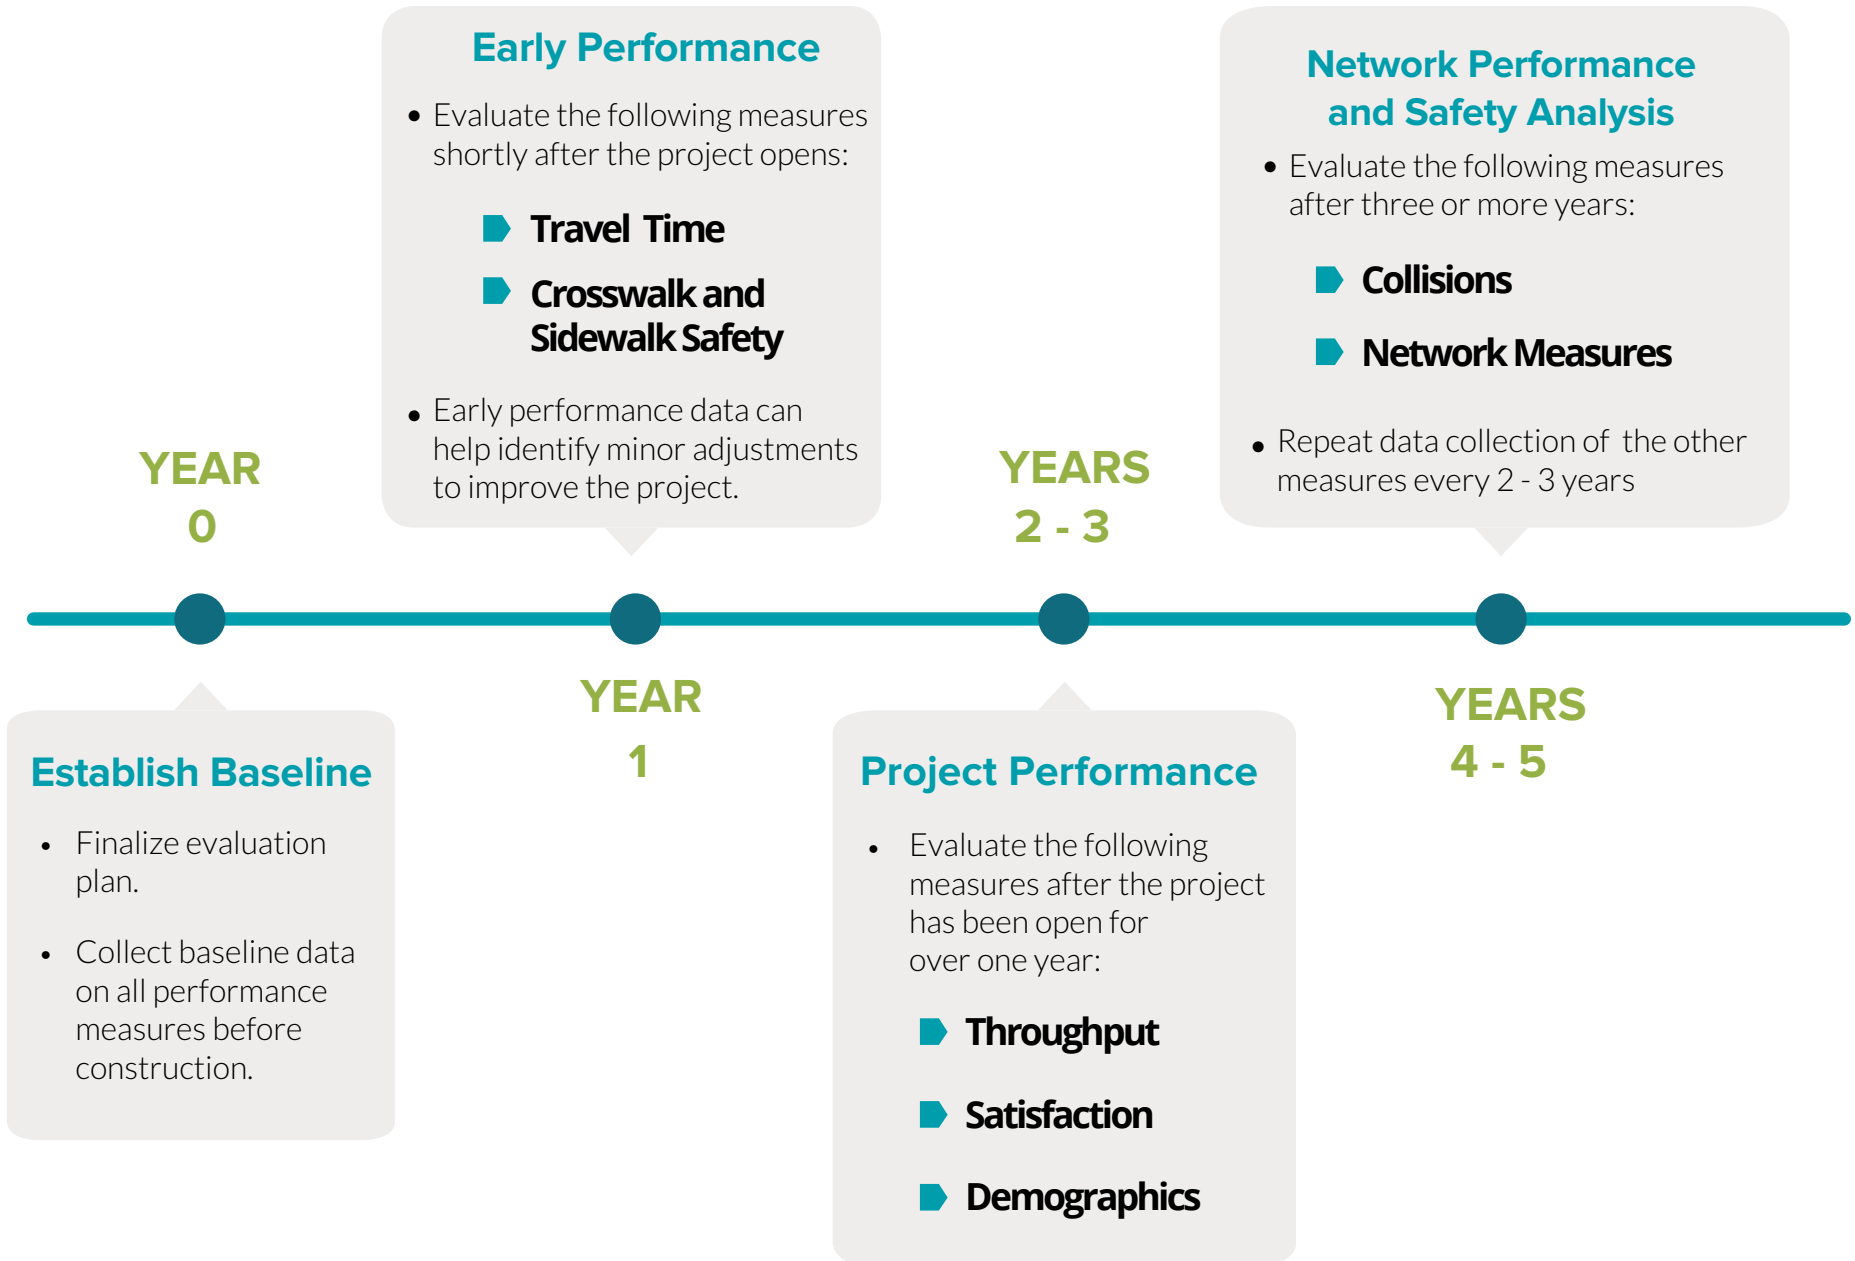 YEAR
0
Establish Baseline
• Finalize evaluation
plan.
• Collect baseline data
on all performance
measures before
construction.
Early Performance
• Evaluate the following measures
shortly after the project opens:
Travel Time
Crosswalk and
Sidewalk Safety
• Early performance data can
help identify minor adjustments
to improve the project.
YEAR
1
YEARS
2 - 3
Project Performance
• Evaluate the following
measures after the project
has been open for
over one year:
Throughput
Satisfaction
Demographics
Network Performance
and Safety Analysis
• Evaluate the following measures
after three or more years:
Collisions
Network Measures
• Repeat data collection of the other
measures every 2 - 3 years
YEARS
4 - 5